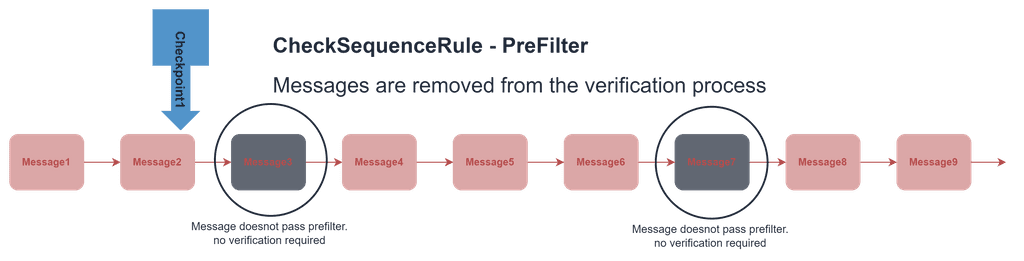 Checkpoint1
CheckSequenceRule - PreFilter
Messages are removed from the verification process
Message1
Message2
Message3
Message4
Message5
Message6
Message7
Message8
Message9
Message doesnot pass prefilter.
no verification required
Message doesnot pass prefilter.
no verification required